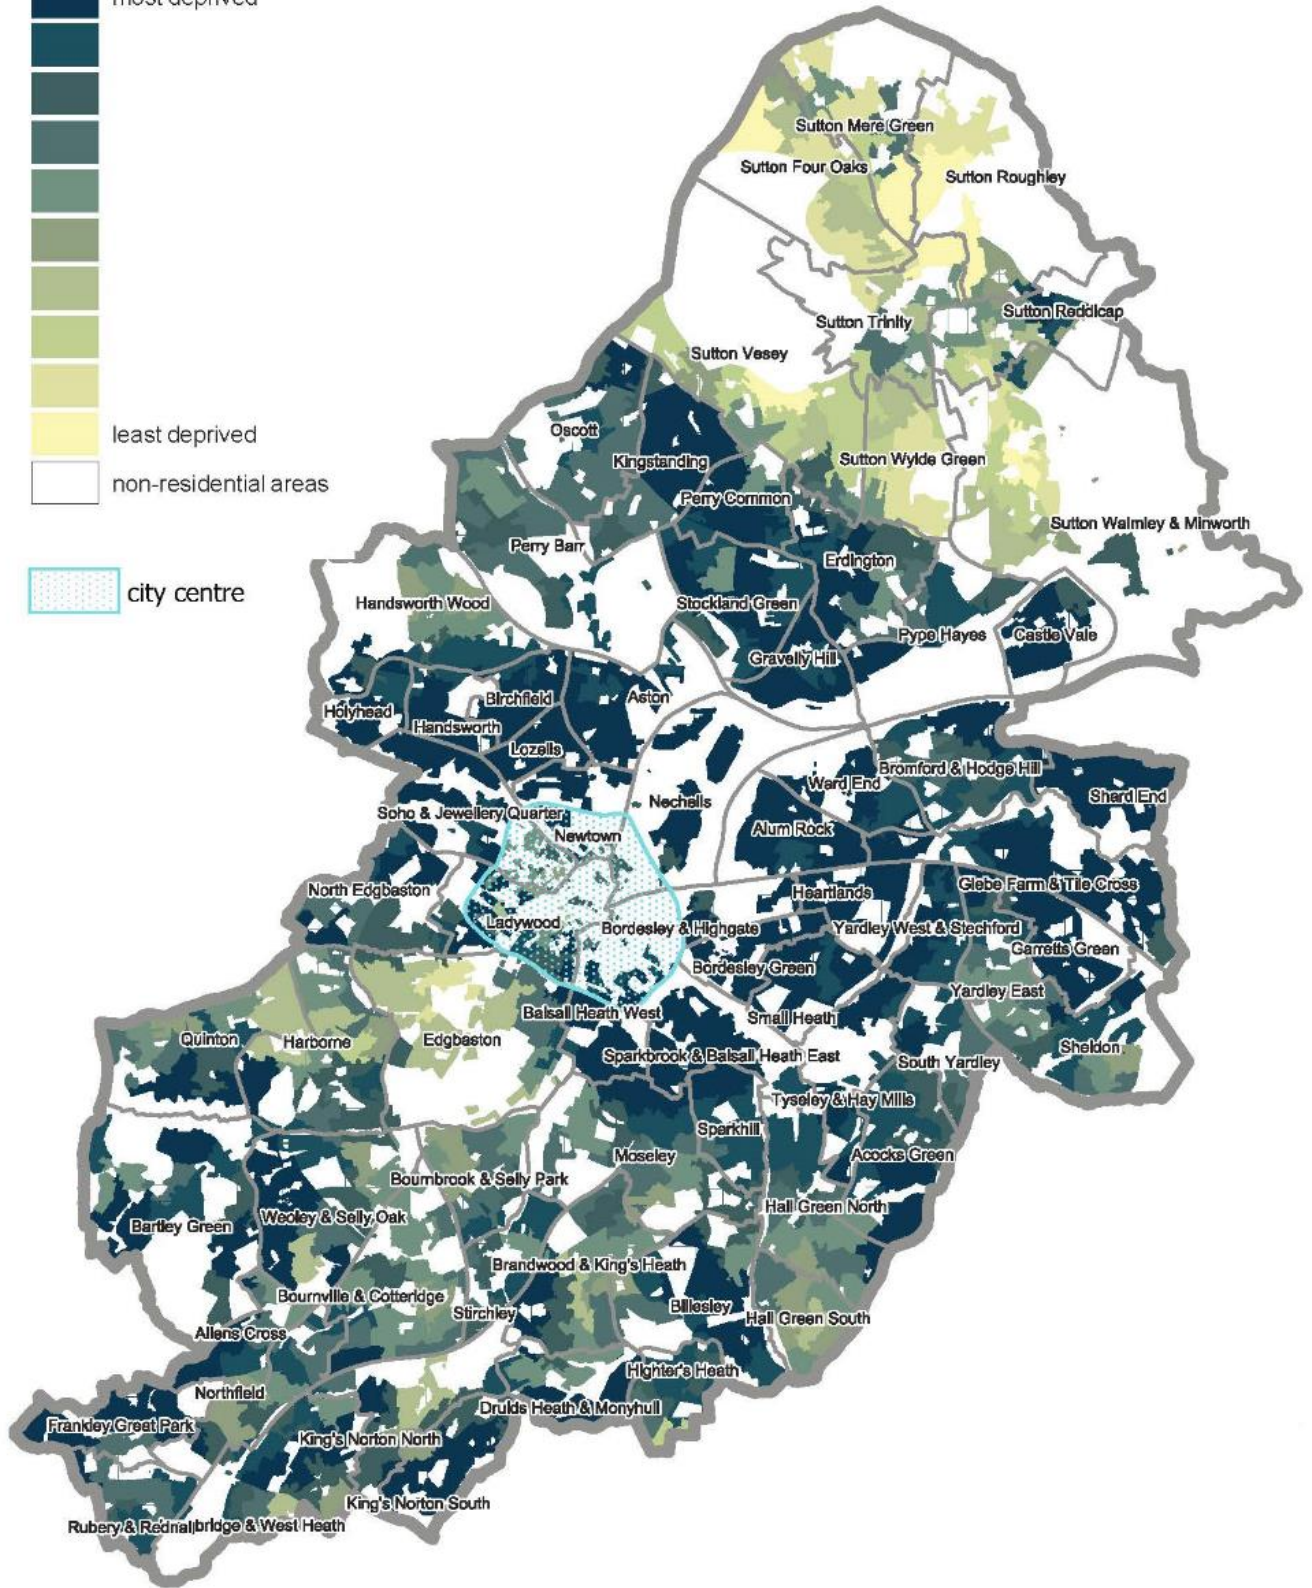 most deprived
least deprived
non-residential areas
city centre
Sutton Mere Green
Sutton Four Oaks
Sutton Roughley
Sutton Reddicap
Sutton Trinity
Sutton Vesey
Oscott
Kingstanding
Sutton Wylde Green
Perry Common
Sutton Walmley & Minworth
Perry Barr
Erdington
Handsworth Wood
Stockland Green
Pype Hayes
Castle Vale
Gravelly Hill
Birchfield
Aston
Holyhead
Handsworth
Lozells
Bromford & Hodge Hill
Ward End
Shard End
Nechells
Soho & Jewellery Quarter
Newtown
Alum Rock
North Edgbaston
Heartlands
Glebe Farm & Tile Cross
Ladywood
Bordesley & Highgate
Yardley West & Stechford
Garretts Green
Bordesley Green
Yardley East
Balsall Heath West
Small Heath
Quinton
Harborne
Edgbaston
Sparkbrook & Balsall Heath East
South Yardley
Sheldon
Tyseley & Hay Mills
Sparkhill
Moseley
Acocks Green
Bournbrook & Selly Park
Hall Green North
Bartley Green
Weoley & Selly Oak
Brandwood & King's Heath
Bournville & Cotteridge
Stirchley
Billesley
Hall Green South
Allens Cross
Highter's Heath
Northfield
Druids Heath & Monyhull
Frankley Great Park
King's Norton North
King's Norton South
Rubery & Rednal
bridge & West Heath